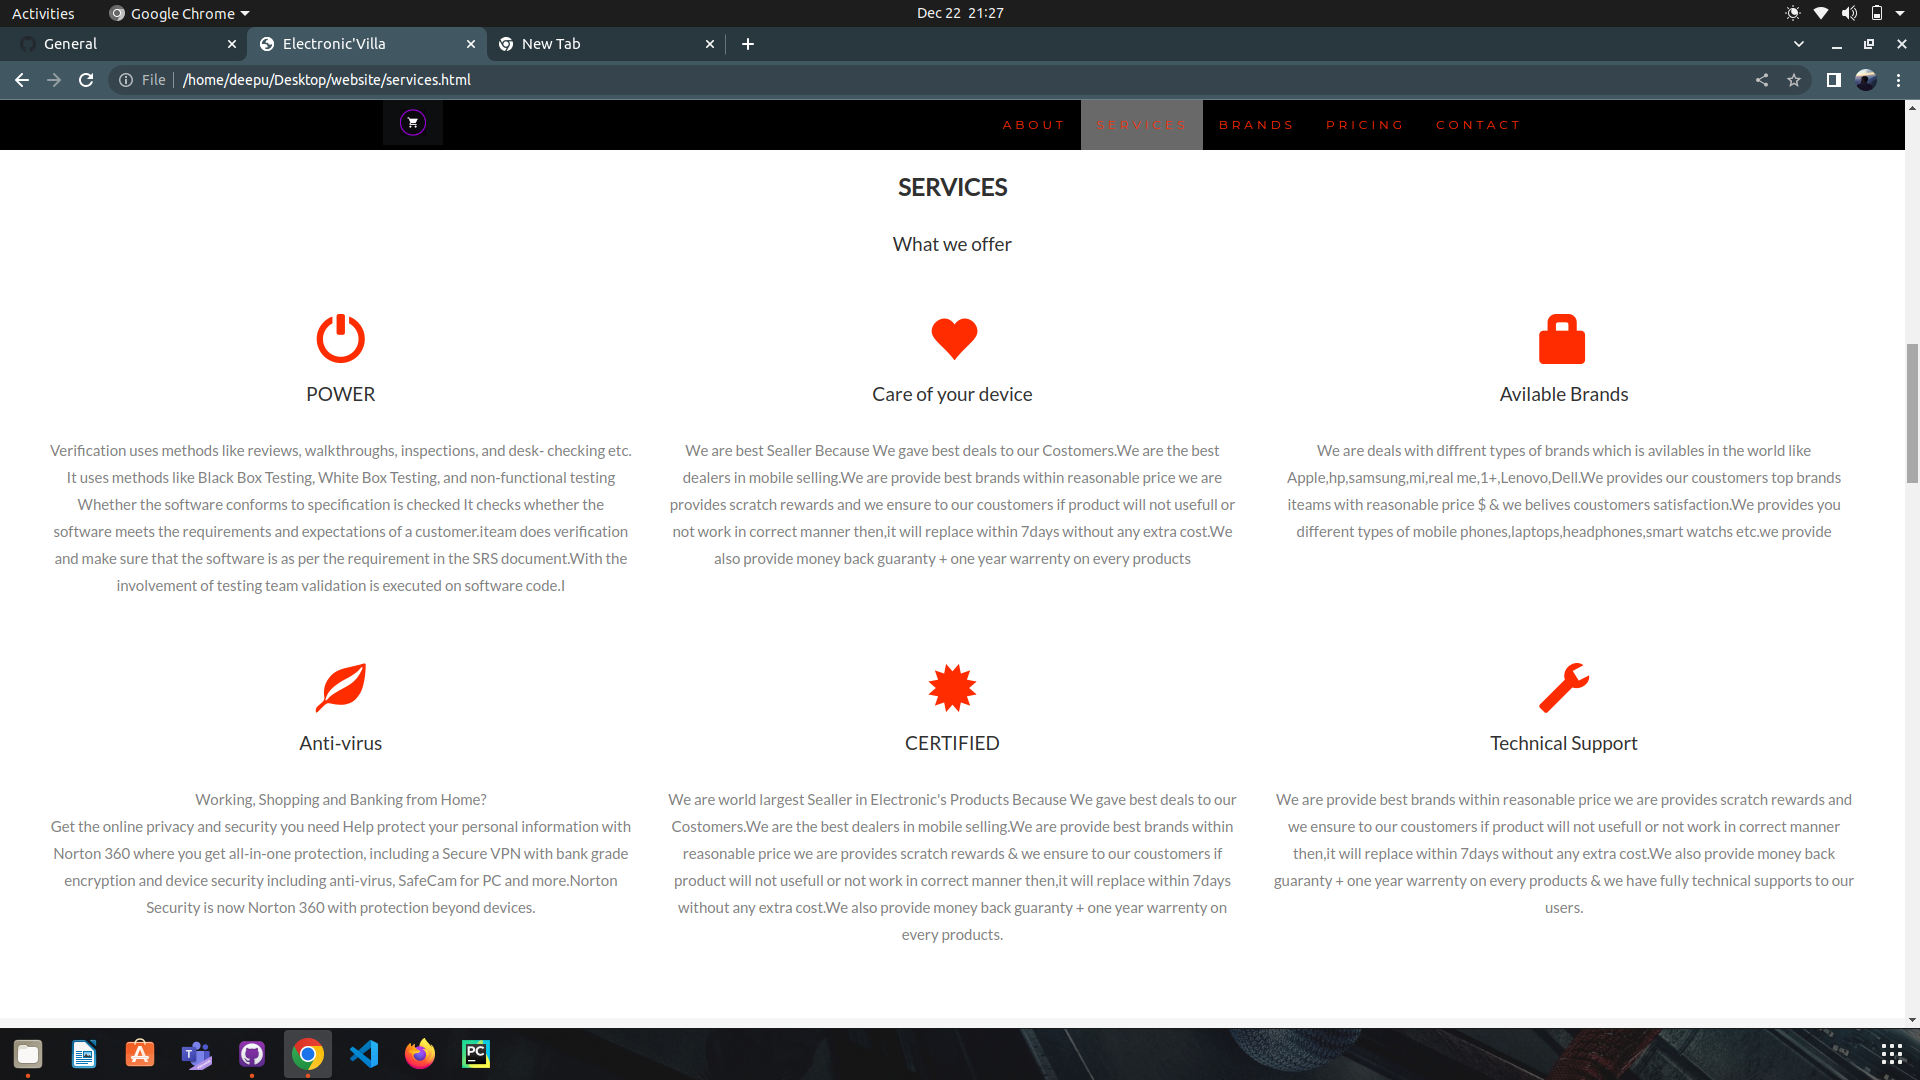 Activities
Google Chrome
Dec 22 21:27
General
Electronic'Villa
New Tab
File
/home/deepu/Desktop/website/services.html
ABOUT
SERVICES
BRANDS
PRICING
CONTACT
SERVICES
What we offer
POWER
Verification uses methods like reviews, walkthroughs, inspections, and desk- checking etc.
It uses methods like Black Box Testing, White Box Testing, and non-functional testing
Whether the software conforms to specification is checked It checks whether the
software meets the requirements and expectations of a customer.iteam does verification
and make sure that the software is as per the requirement in the SRS document.With the
involvement of testing team validation is executed on software code.I
Care of your device
We are best Sealler Because We gave best deals to our Costomers.We are the best
dealers in mobile selling.We are provide best brands within reasonable price we are
provides scratch rewards and we ensure to our coustomers if product will not usefull or
not work in correct manner then,it will replace within 7days without any extra cost.We
also provide money back guaranty + one year warrenty on every products
Avilable Brands
We are deals with diffrent types of brands which is avilables in the world like
Apple,hp,samsung,mi,real me,1+,Lenovo,Dell.We provides our coustomers top brands
iteams with reasonable price $ & we belives coustomers satisfaction.We provides you
different types of mobile phones,laptops,headphones,smart watchs etc.we provide
Anti-virus
Working, Shopping and Banking from Home?
Get the online privacy and security you need Help protect your personal information with
Norton 360 where you get all-in-one protection, including a Secure VPN with bank grade
encryption and device security including anti-virus, SafeCam for PC and more.Norton
Security is now Norton 360 with protection beyond devices.
CERTIFIED
We are world largest Sealler in Electronic's Products Because We gave best deals to our
Costomers.We are the best dealers in mobile selling.We are provide best brands within
reasonable price we are provides scratch rewards & we ensure to our coustomers if
product will not usefull or not work in correct manner then,it will replace within 7days
without any extra cost.We also provide money back guaranty + one year warrenty on
every products.
Technical Support
We are provide best brands within reasonable price we are provides scratch rewards and
we ensure to our coustomers if product will not usefull or not work in correct manner
then,it will replace within 7days without any extra cost.We also provide money back
guaranty + one year warrenty on every products & we have fully technical supports to our
users.
T
PC